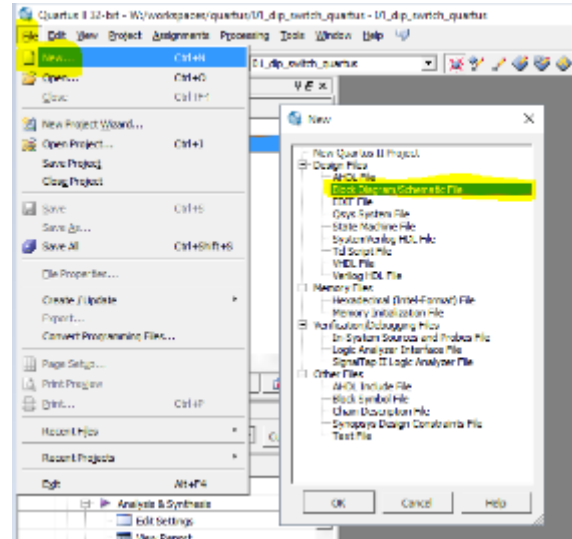 Quartus II 32-bit - W:/workspaces/quartus/01_dip_switch_quartus - 01_dip_switch_quartus
File Edit View Project Assignments Processing Tools Window Help
New... Ctrl+N
01_dip_switch_quartus
Open... Ctrl+O
Close Ctrl+F4
New Project Wizard...
Open Project... Ctrl+J
Save Project
Close Project
Save Ctrl+S
Save As...
Save All Ctrl+Shift+S
File Properties...
Create / Update
Export...
Convert Programming Files...
Page Setup...
Print Preview
Print... Ctrl+P
Recent Files
Recent Projects
Exit Alt+F4
Analysis & Synthesis
Edit Settings
View Report
New
New Quartus II Project
Design Files
AHDL File
Block Diagram/Schematic File
EDIF File
Qsys System File
State Machine File
SystemVerilog HDL File
Tcl Script File
VHDL File
Verilog HDL File
Memory Files
Hexadecimal (Intel-Format) File
Memory Initialization File
Verification/Debugging Files
In-System Sources and Probes File
Logic Analyzer Interface File
SignalTap II Logic Analyzer File
Other Files
AHDL Include File
Block Symbol File
Chain Description File
Synopsys Design Constraints File
Text File
OK Cancel Help